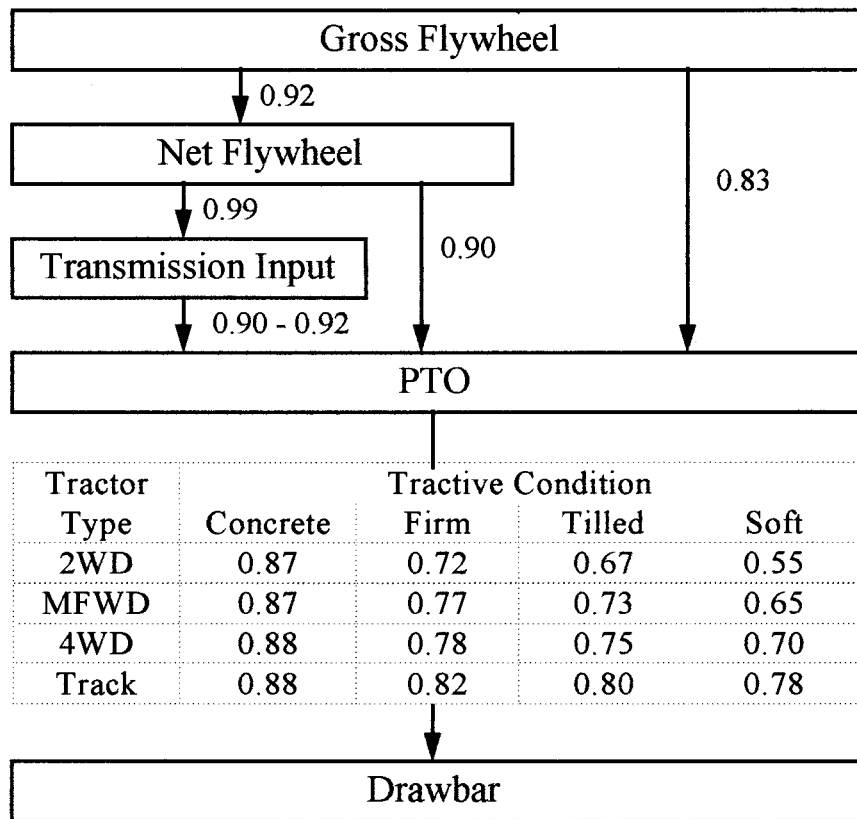 Gross Flywheel
0.92
Net Flywheel
0.83
0.99
0.90
Transmission Input
0.90 - 0.92
PTO
Tractor Tractive Condition
Type Concrete Firm Tilled Soft
2WD 0.87 0.72 0.67 0.55
MFWD 0.87 0.77 0.73 0.65
4WD 0.88 0.78 0.75 0.70
Track 0.88 0.82 0.80 0.78
Drawbar